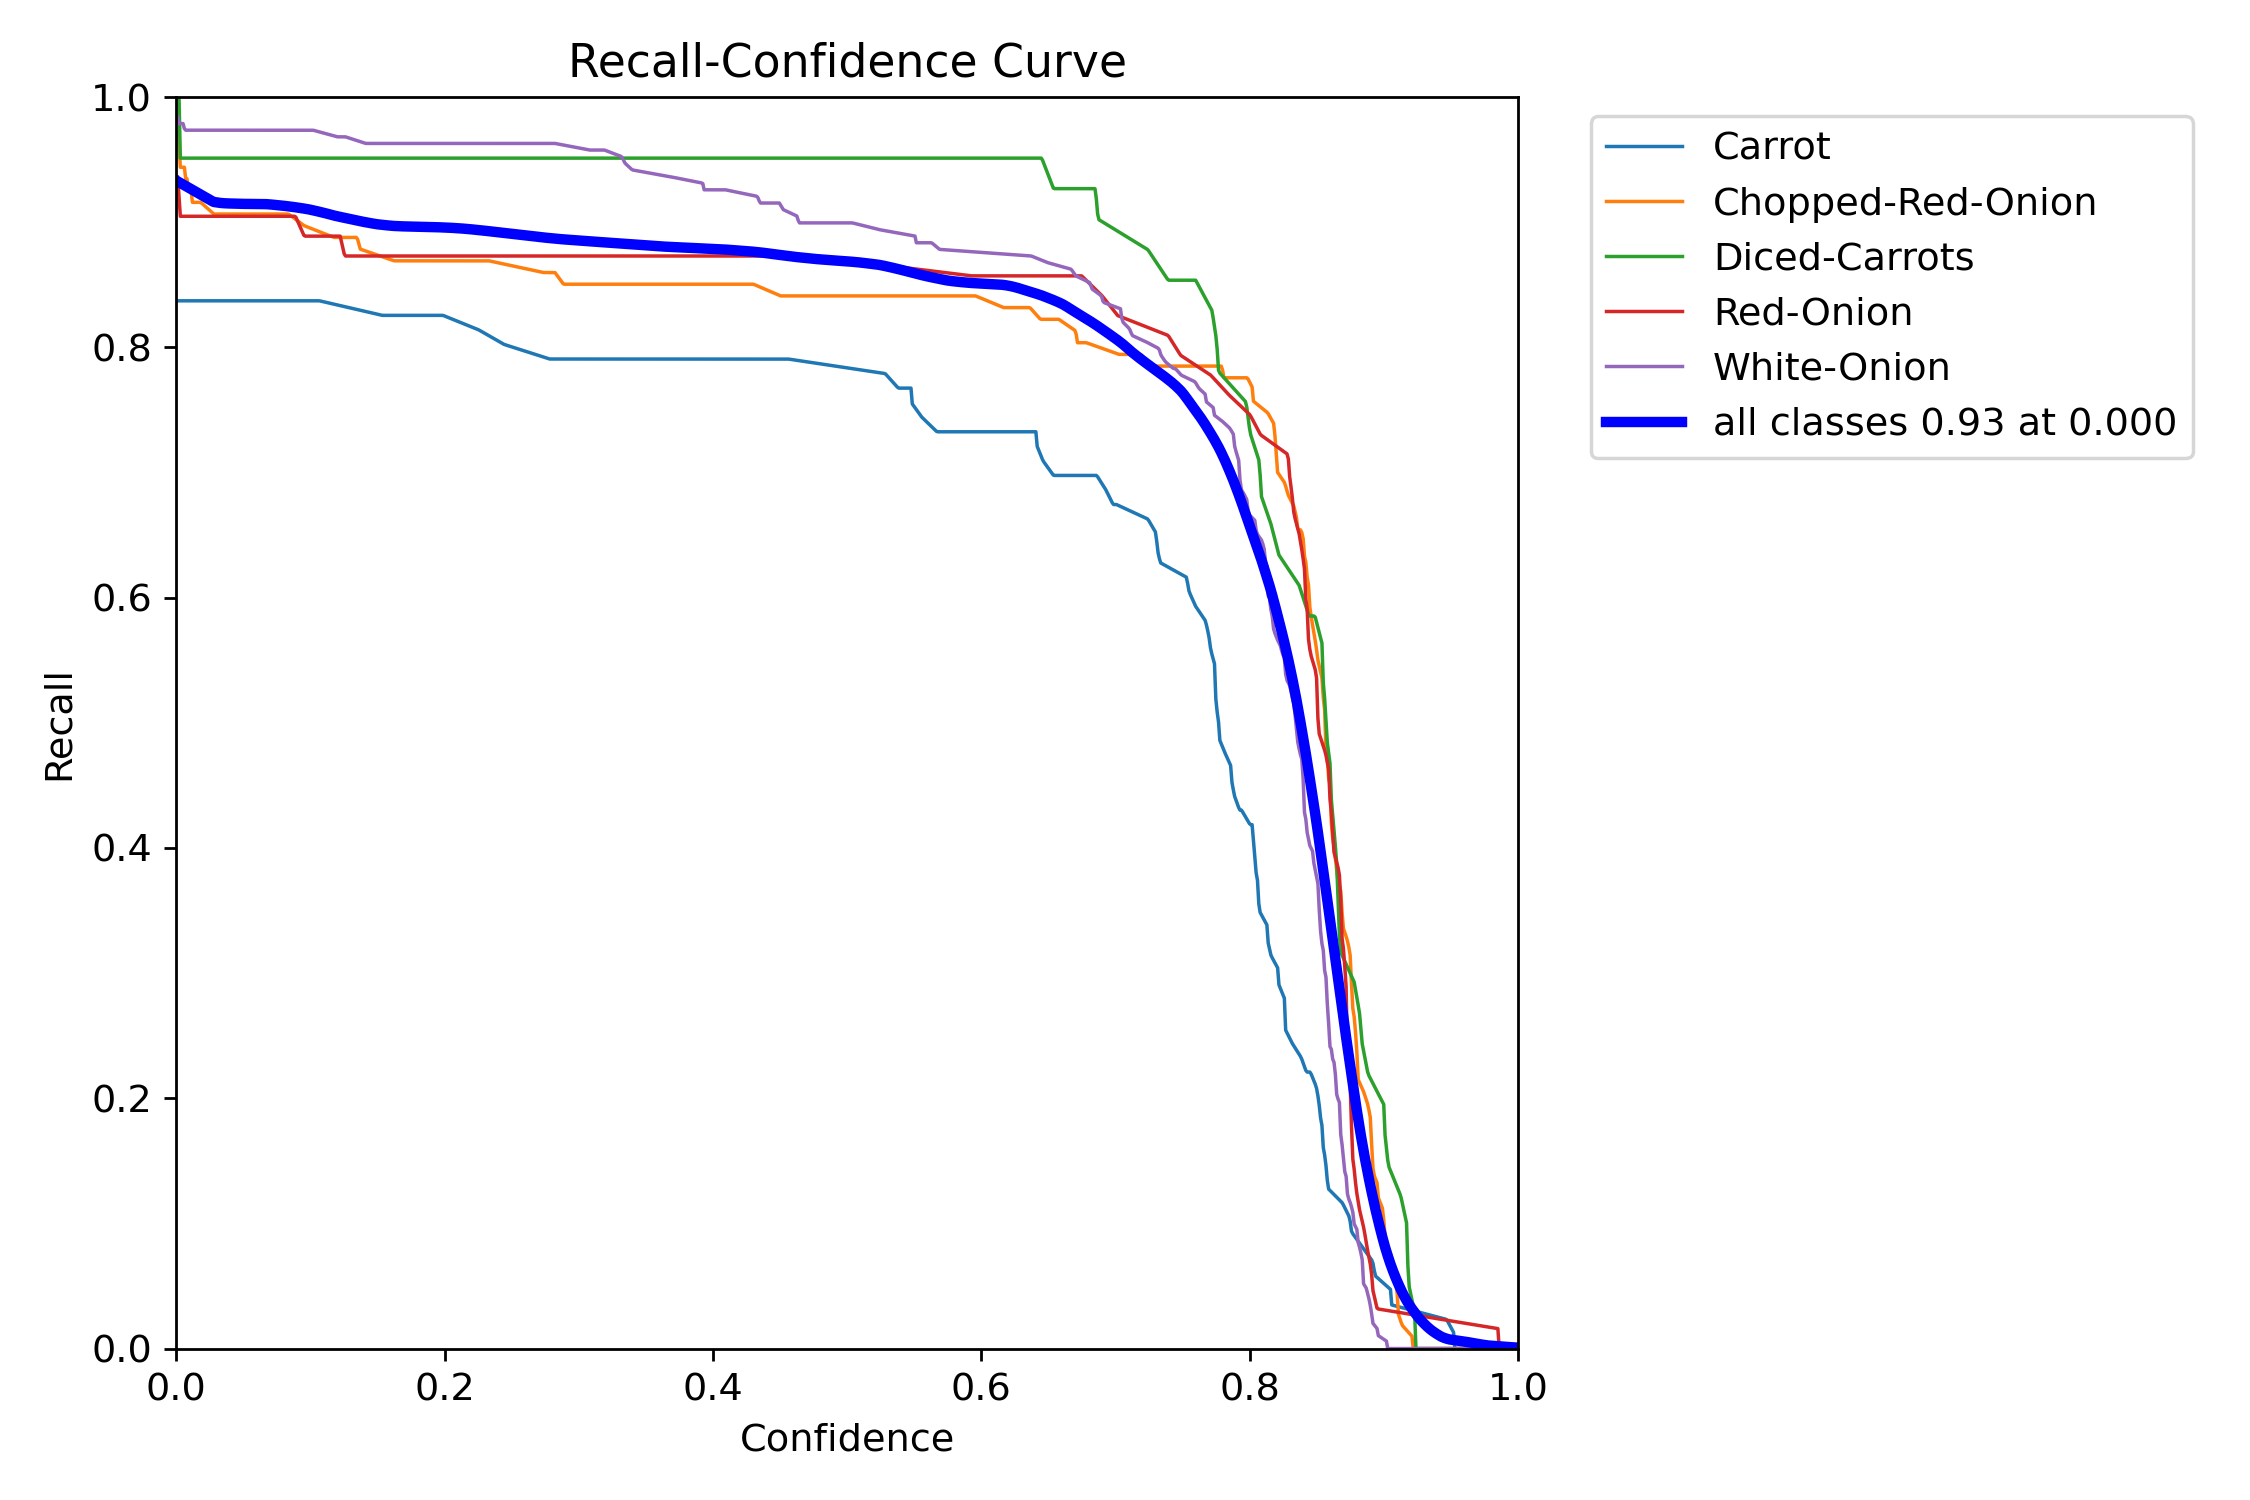 Recall-Confidence Curve
1.0
0.8
0.6
0.4
0.2
0.0
Recall
0.0 0.2 0.4 0.6 0.8 1.0
Confidence
Carrot
Chopped-Red-Onion
Diced-Carrots
Red-Onion
White-Onion
all classes 0.93 at 0.000